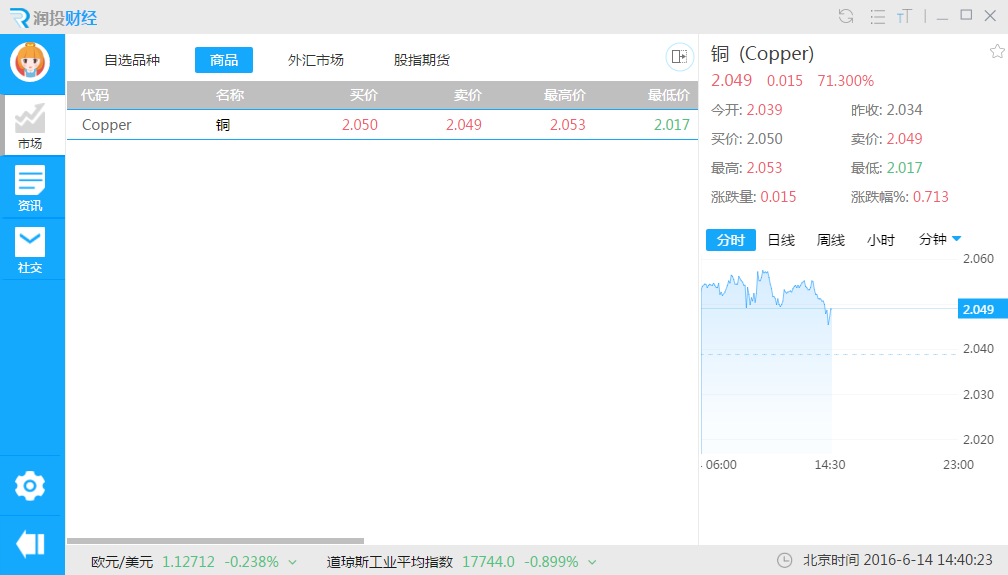 润投财经
TT
自选品种 商品 外汇市场 股指期货
代码 名称 买价 卖价 最高价 最低价
Copper 铜 2.050 2.049 2.053 2.017
市场
资讯
社交
铜 (Copper)
2.049 0.015 71.300%
今开: 2.039 昨收: 2.034
买价: 2.050 卖价: 2.049
最高: 2.053 最低: 2.017
涨跌量: 0.015 涨跌幅%: 0.713
分时 日线 周线 小时 分钟
2.060
2.049
2.040
2.030
2.020
06:00 14:30 23:00
欧元/美元 1.12712 -0.238% 道琼斯工业平均指数 17744.0 -0.899% 北京时间 2016-6-14 14:40:23